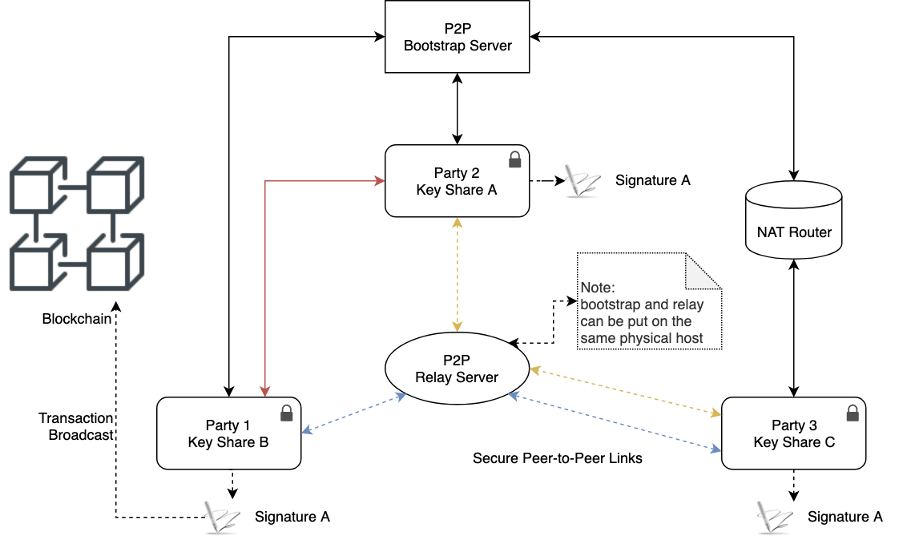 P2P
Bootstrap Server
Party 2
Key Share A
Signature A
NAT Router
Note:
bootstrap and relay
can be put on the
same physical host
Blockchain
P2P
Relay Server
Transaction
Broadcast
Party 1
Key Share B
Party 3
Key Share C
Secure Peer-to-Peer Links
Signature A
Signature A